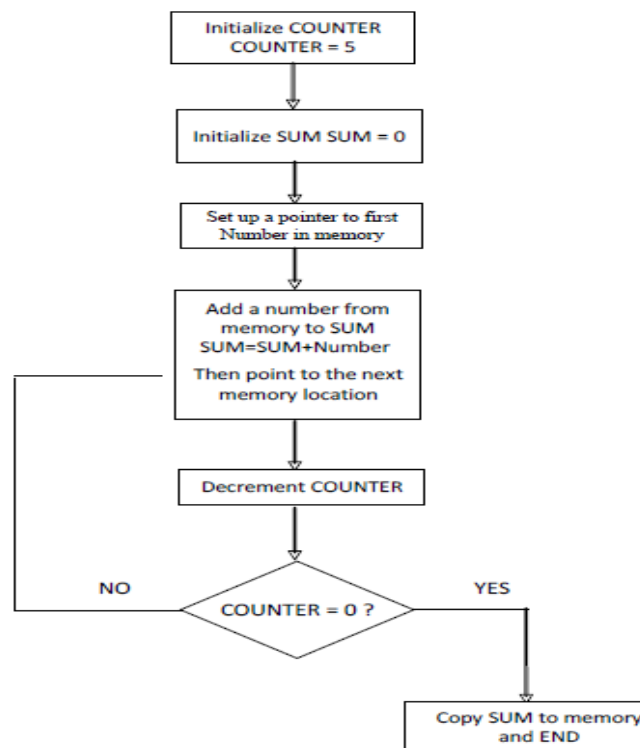 Initialize COUNTER
COUNTER = 5
Initialize SUM SUM = 0
Set up a pointer to first
Number in memory
Add a number from
memory to SUM
SUM=SUM+Number
Then point to the next
memory location
Decrement COUNTER
NO
COUNTER = 0 ?
YES
Copy SUM to memory
and END